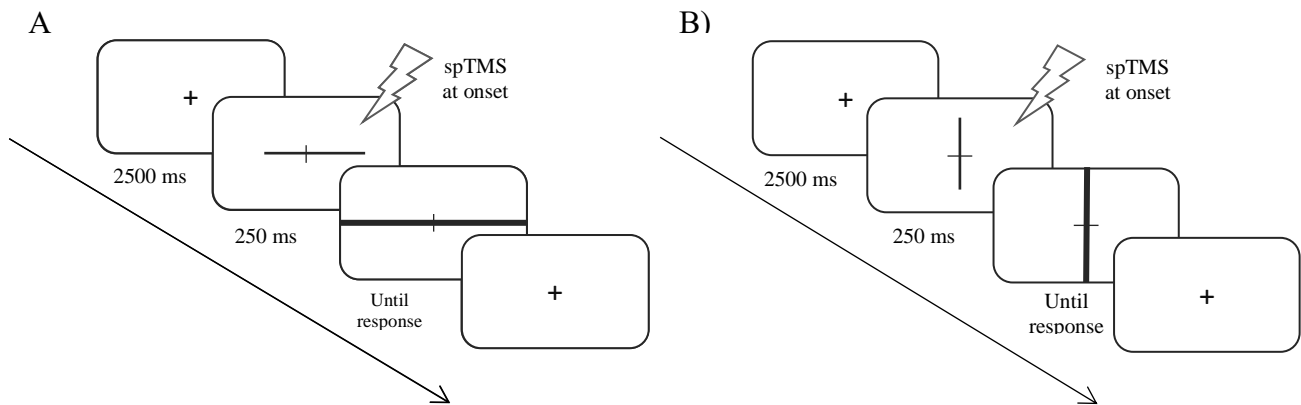 A
spTMS
at onset
2500 ms
250 ms
Until
response
B)
spTMS
at onset
2500 ms
250 ms
Until
response